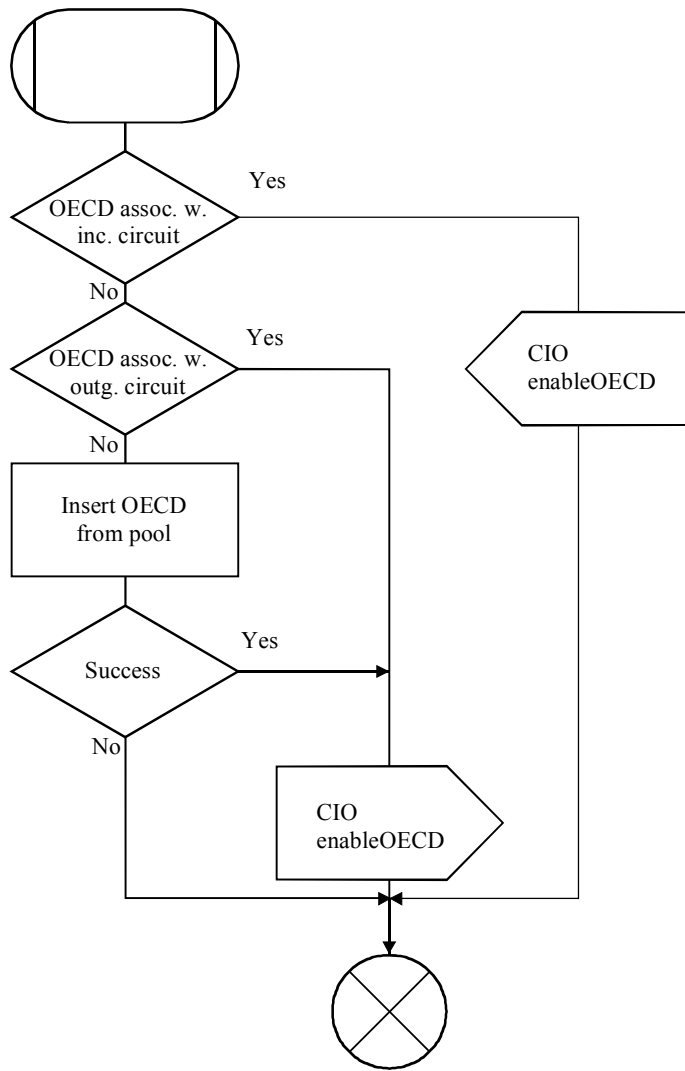 Yes
OECD assoc. w.
inc. circuit
No
Yes
OECD assoc. w.
outg. circuit
CIO
enableOECD
No
Insert OECD
from pool
Yes
Success
No
CIO
enableOECD